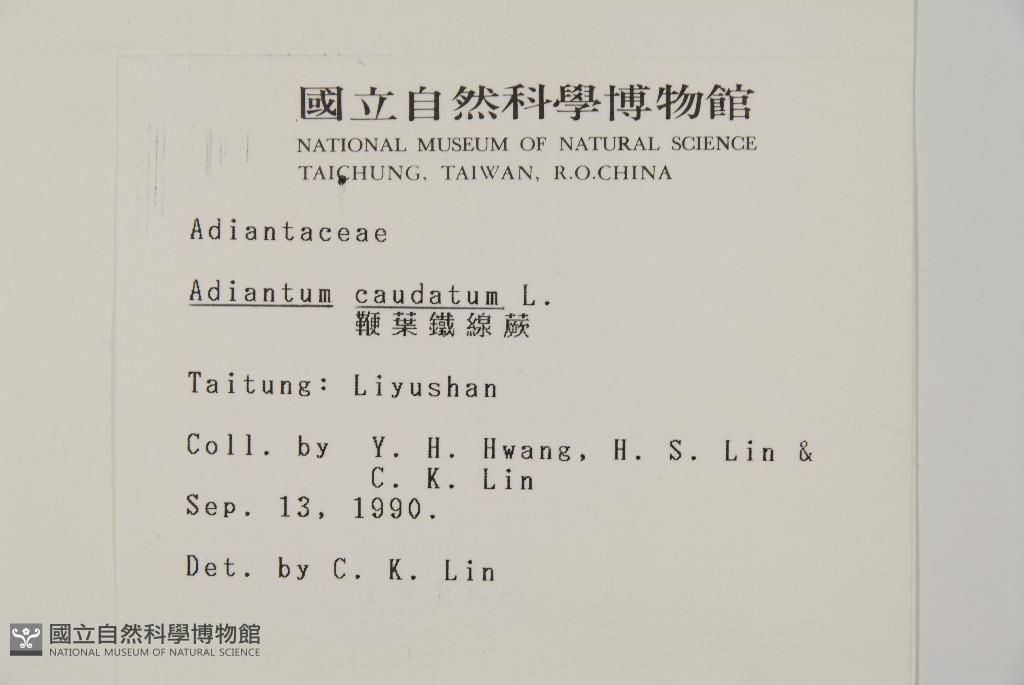 國立自然科學博物館
NATIONAL MUSEUM OF NATURAL SCIENCE
TAICHUNG, TAIWAN, R.O.CHINA
Adiantaceae
Adiantum caudatum L.
鞭葉鐵線蕨
Taitung: Liyushan
Coll. by Y. H. Hwang, H. S. Lin &
C. K. Lin
Sep. 13, 1990.
Det. by C. K. Lin
國立自然科學博物館
NATIONAL MUSEUM OF NATURAL SCIENCE